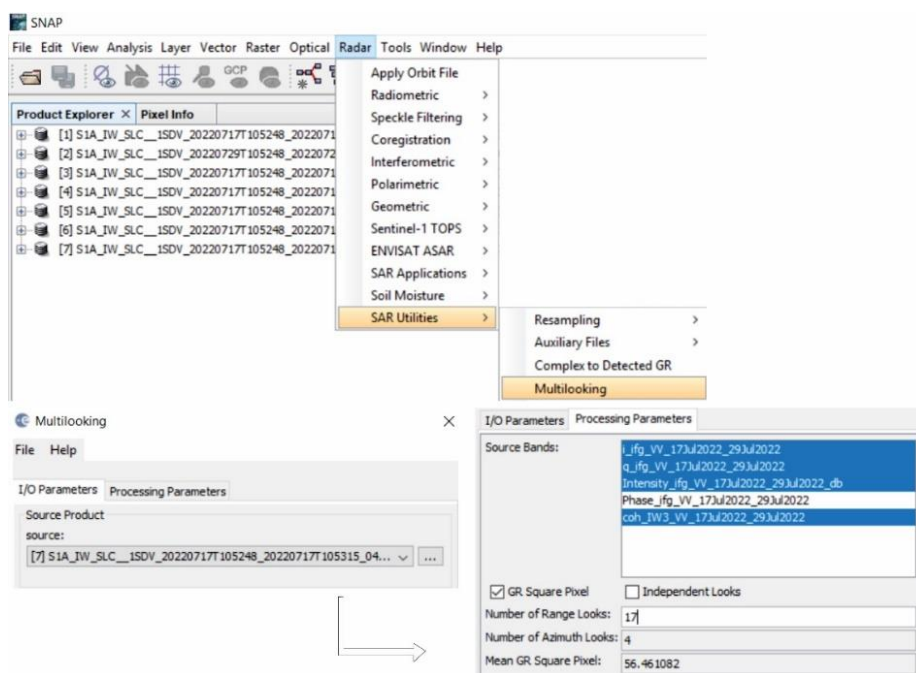 SNAP
File Edit View Analysis Layer Vector Raster Optical Radar Tools Window Help
GCP
Product Explorer × Pixel Info
[1] S1A_IW_SLC__1SDV_20220717T105248_2022071
[2] S1A_IW_SLC__1SDV_20220729T105248_2022072
[3] S1A_IW_SLC__1SDV_20220717T105248_2022071
[4] S1A_IW_SLC__1SDV_20220717T105248_2022071
[5] S1A_IW_SLC__1SDV_20220717T105248_2022071
[6] S1A_IW_SLC__1SDV_20220717T105248_2022071
[7] S1A_IW_SLC__1SDV_20220717T105248_2022071
Apply Orbit File
Radiometric >
Speckle Filtering >
Coregistration >
Interferometric >
Polarimetric >
Geometric >
Sentinel-1 TOPS >
ENVISAT ASAR >
SAR Applications >
Soil Moisture >
SAR Utilities >
Resampling >
Auxiliary Files >
Complex to Detected GR
Multilooking
Multilooking
File Help
I/O Parameters Processing Parameters
Source Product
source:
[7] S1A_IW_SLC__1SDV_20220717T105248_20220717T105315_04... ...
I/O Parameters Processing Parameters
Source Bands:
i_ifg_VV_17Jul2022_29Jul2022
q_ifg_VV_17Jul2022_29Jul2022
Intensity_ifg_VV_17Jul2022_29Jul2022_db
Phase_ifg_VV_17Jul2022_29Jul2022
coh_IW3_VV_17Jul2022_29Jul2022
GR Square Pixel Independent Looks
Number of Range Looks: 17
Number of Azimuth Looks: 4
Mean GR Square Pixel: 56.461082